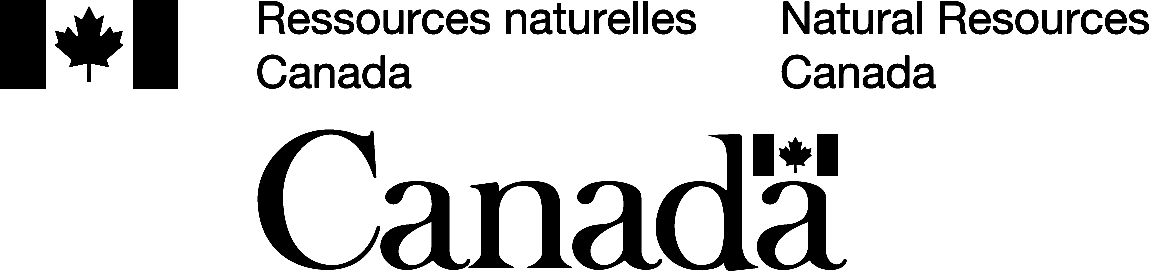 Ressources naturelles
Canada
Natural Resources
Canada
Canada